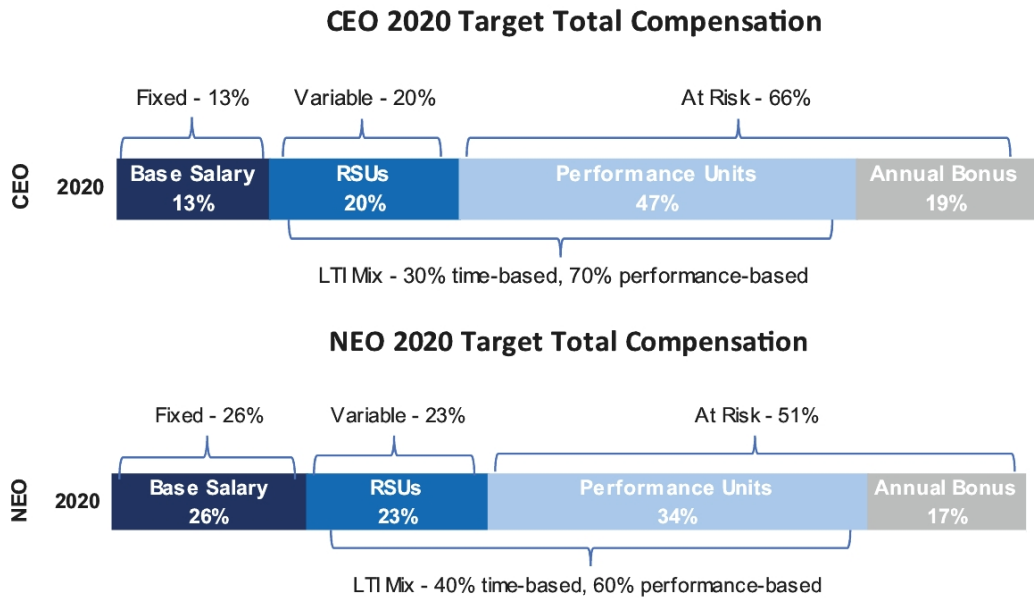 CEO 2020 Target Total Compensation
Fixed - 13% Variable - 20% At Risk - 66%
CEO 2020 Base Salary RSUs Performance Units Annual Bonus
13% 20% 47% 19%
LTI Mix - 30% time-based, 70% performance-based
NEO 2020 Target Total Compensation
Fixed - 26% Variable - 23% At Risk - 51%
NEO 2020 Base Salary RSUs Performance Units Annual Bonus
26% 23% 34% 17%
LTI Mix - 40% time-based, 60% performance-based